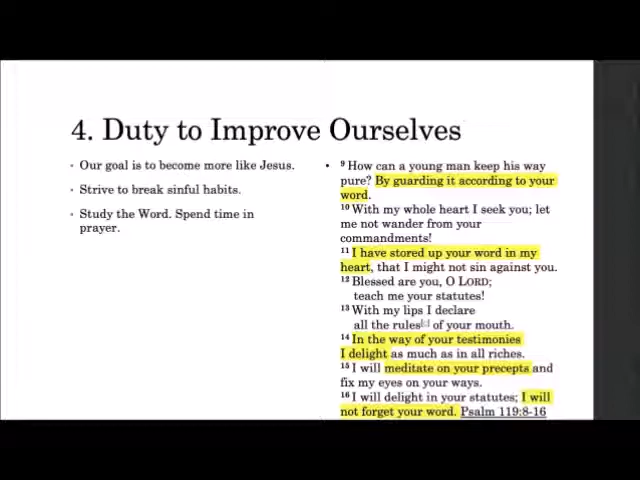 4. Duty to Improve Ourselves
• Our goal is to become more like Jesus.
• Strive to break sinful habits.
• Study the Word. Spend time in
prayer.
• 9 How can a young man keep his way
pure? By guarding it according to your
word.
10 With my whole heart I seek you; let
me not wander from your
commandments!
11 I have stored up your word in my
heart, that I might not sin against you.
12 Blessed are you, O LORD;
teach me your statutes!
13 With my lips I declare
all the rules of your mouth.
14 In the way of your testimonies
I delight as much as in all riches.
15 I will meditate on your precepts and
fix my eyes on your ways.
16 I will delight in your statutes; I will
not forget your word. Psalm 119:8-16